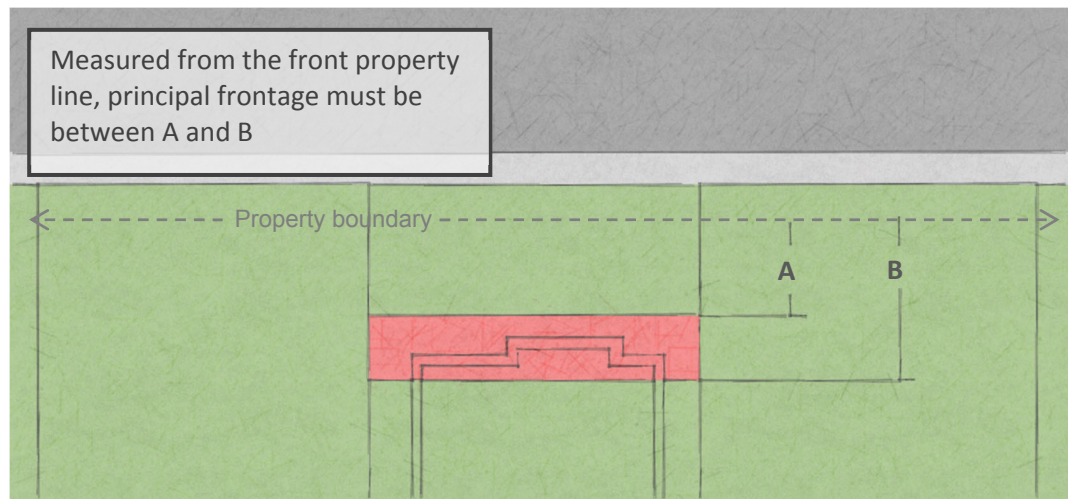 Measured from the front property
line, principal frontage must be
between A and B
Property boundary
A
B